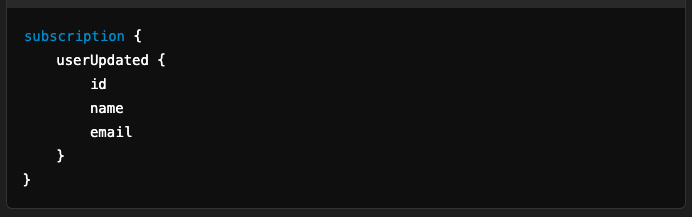 subscription {
    userUpdated {
        id
        name
        email
    }
}